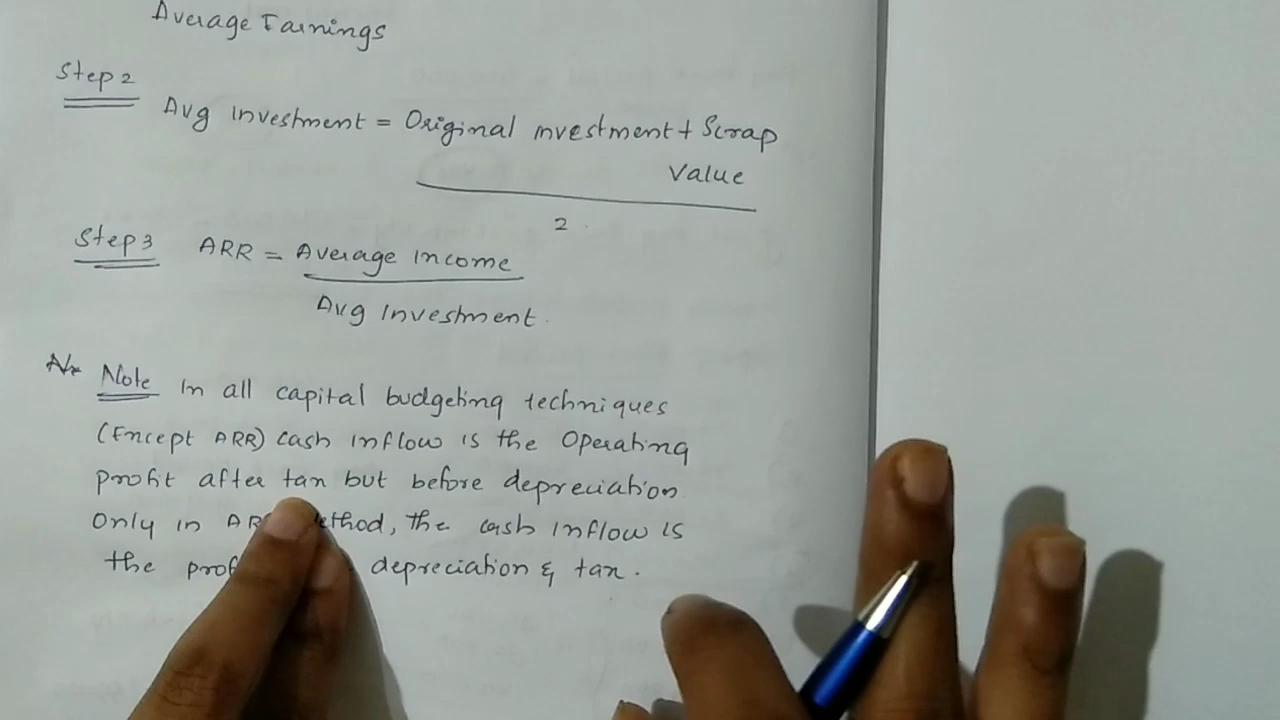 Average Earnings
Step 2
Avg Investment = Original nvestment + Scrap
Value
2
Step 3 ARR = Average Income
Avg Investment.
Note In all capital budgeting techniques
(Except ARR) cash inflow is the Operating
profit after tax but before depreciation
Only in the cash inflow is
the depreciation & tax.